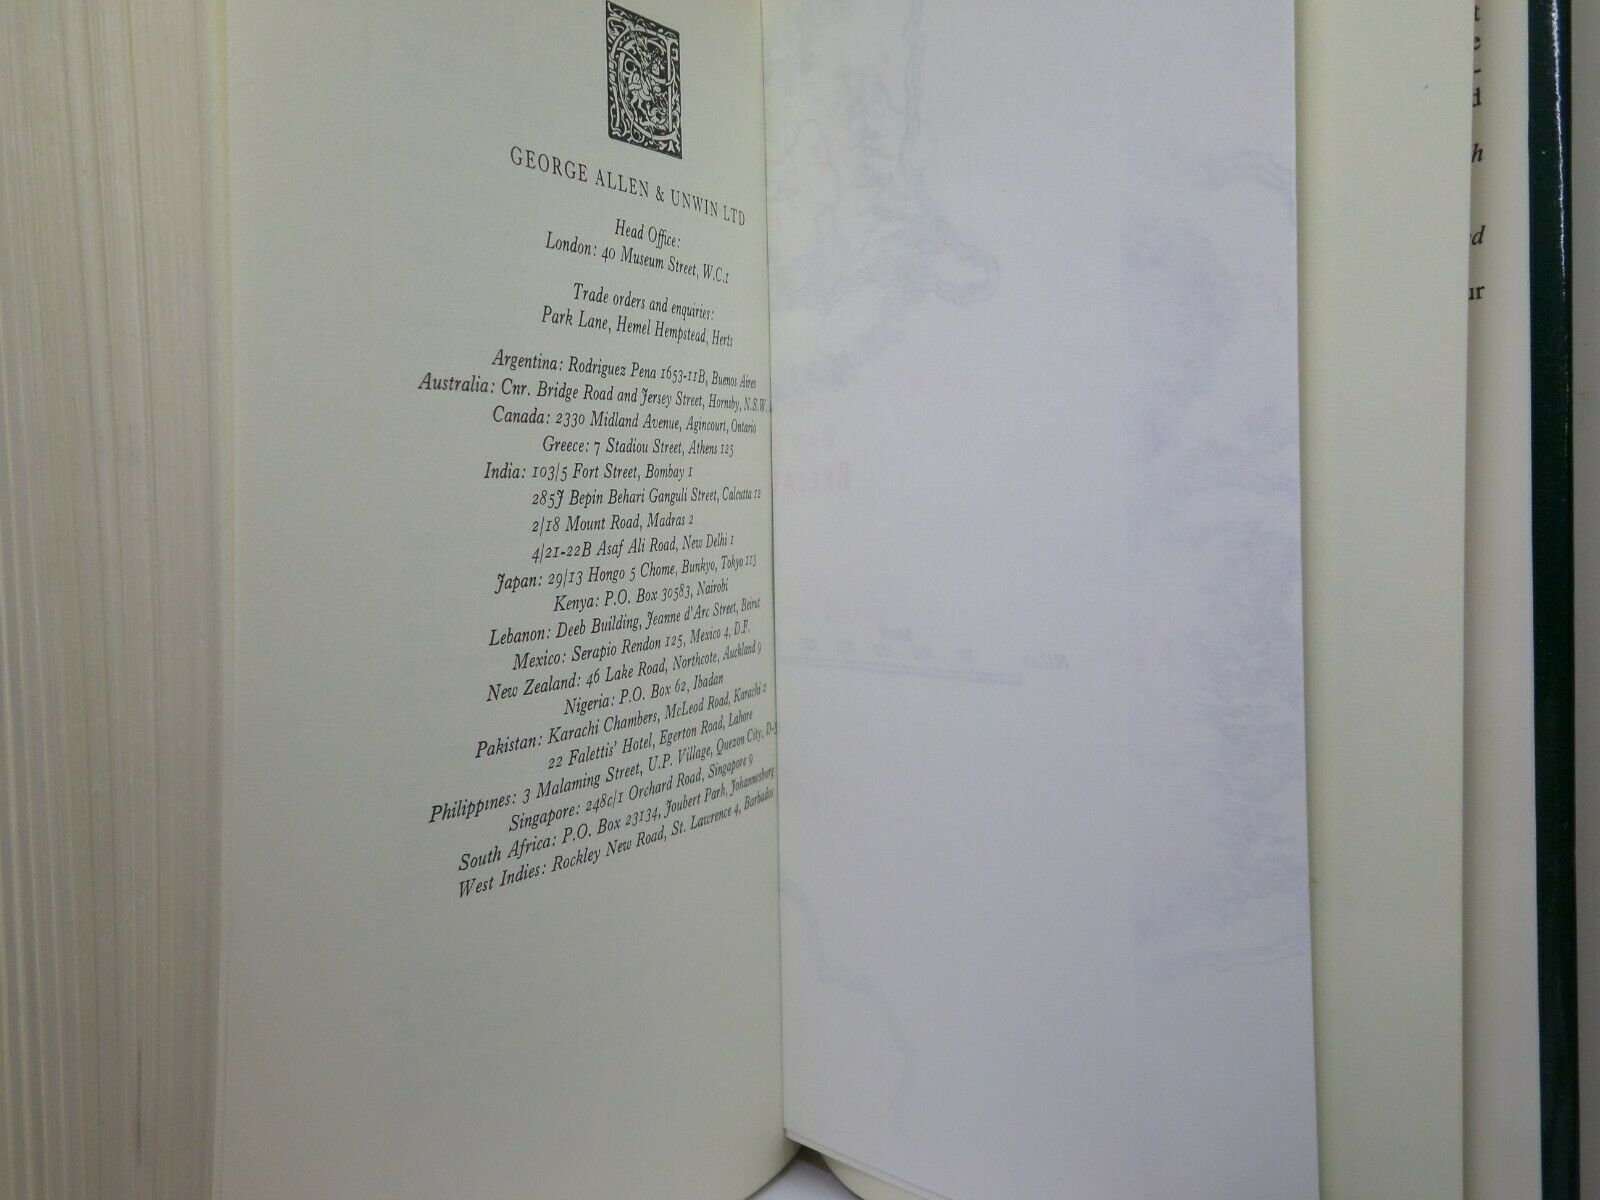 GEORGE ALLEN & UNWIN LTD
Head Office:
London: 40 Museum Street, W.C.1
Trade orders and enquiries:
Park Lane, Hemel Hempstead, Herts
Argentina: Rodriguez Pena 1653-11B, Buenos Aires
Australia: Cnr. Bridge Road and Jersey Street, Hornsby, N.S.W.
Canada: 2330 Midland Avenue, Agincourt, Ontario
Greece: 7 Stadiou Street, Athens 125
India: 103/5 Fort Street, Bombay 1
285J Bepin Behari Ganguli Street, Calcutta 12
2/18 Mount Road, Madras 2
4/21-22B Asaf Ali Road, New Delhi 1
Japan: 29/13 Hongo 5 Chome, Bunkyo, Tokyo 113
Kenya: P.O. Box 30583, Nairobi
Lebanon: Deeb Building, Jeanne d'Arc Street, Beirut
Mexico: Serapio Rendon 125, Mexico 4, D.F.
New Zealand: 46 Lake Road, Northcote, Auckland 9
Nigeria: P.O. Box 62, Ibadan
Pakistan: Karachi Chambers, McLeod Road, Karachi 2
22 Falettis' Hotel, Egerton Road, Lahore
Philippines: 3 Malaming Street, U.P. Village, Quezon City, D-5
Singapore: 248c/1 Orchard Road, Singapore 9
South Africa: P.O. Box 23134, Joubert Park, Johannesburg
West Indies: Rockley New Road, St. Lawrence 4, Barbados